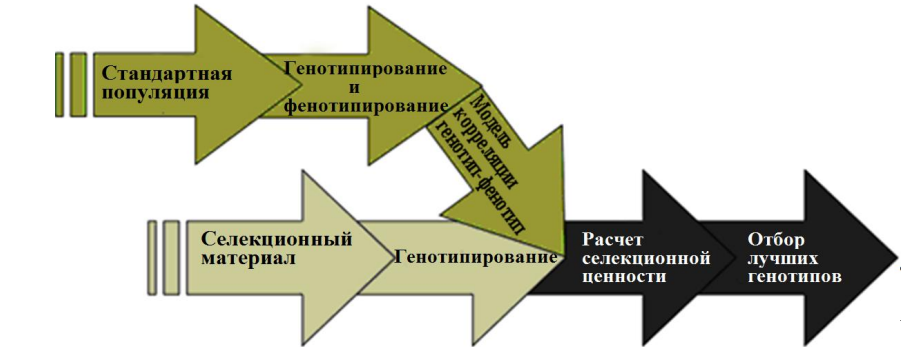 Стандартная
популяция
Генотипирование
и
фенотипирование
Модель
корреляции
генотип-фенотип
Селекционный
материал
Генотипирование
Расчет
селекционной
ценности
Отбор
лучших
генотипов